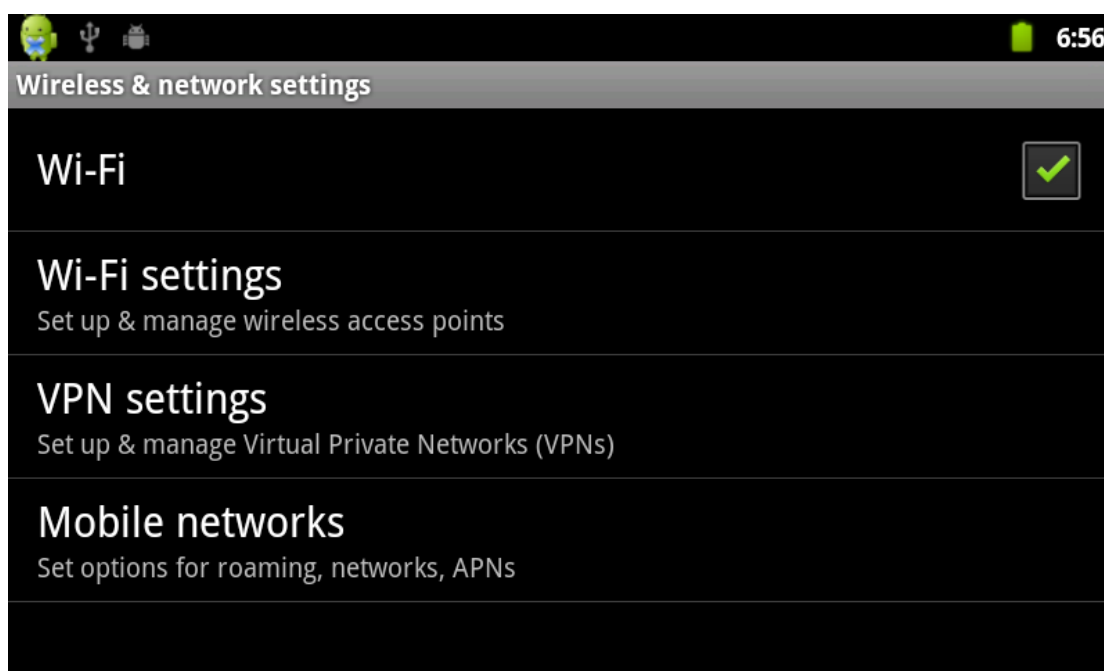 6:56
Wireless & network settings
Wi-Fi
Wi-Fi settings
Set up & manage wireless access points
VPN settings
Set up & manage Virtual Private Networks (VPNs)
Mobile networks
Set options for roaming, networks, APNs